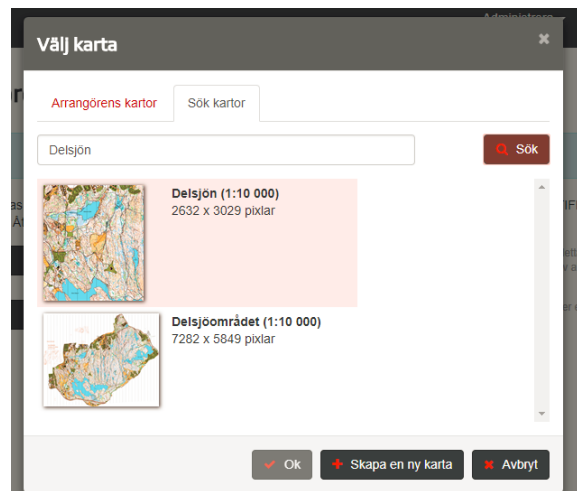 Administrera
Välj karta
×
Arrangörens kartor
Sök kartor
Delsjön
Sök
Delsjön (1:10 000)
2632 x 3029 pixlar
Delsjöområdet (1:10 000)
7282 x 5849 pixlar
Ok
Skapa en ny karta
Avbryt